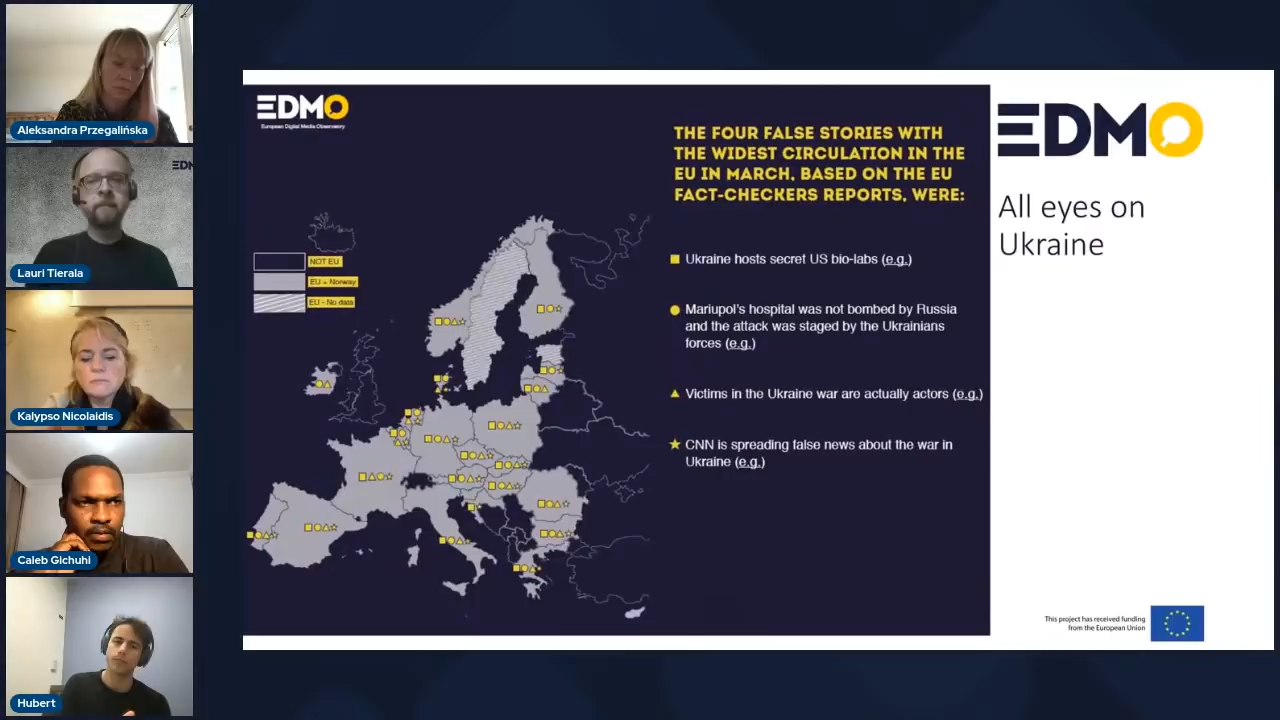 Aleksandra Przegalińska
EDM
Lauri Tierala
Kalypso Nicolaidis
Caleb Gichuhi
Hubert
EDMO
European Digital Media Observatory
THE FOUR FALSE STORIES WITH
THE WIDEST CIRCULATION IN THE
EU IN MARCH, BASED ON THE EU
FACT-CHECKERS REPORTS, WERE:
NOT EU
EU + Norway
EU - No data
Ukraine hosts secret US bio-labs (e.g.)
Mariupol's hospital was not bombed by Russia
and the attack was staged by the Ukrainians
forces (e.g.)
Victims in the Ukraine war are actually actors (e.g.)
CNN is spreading false news about the war in
Ukraine (e.g.)
EDMO
All eyes on
Ukraine
This project has received funding
from the European Union